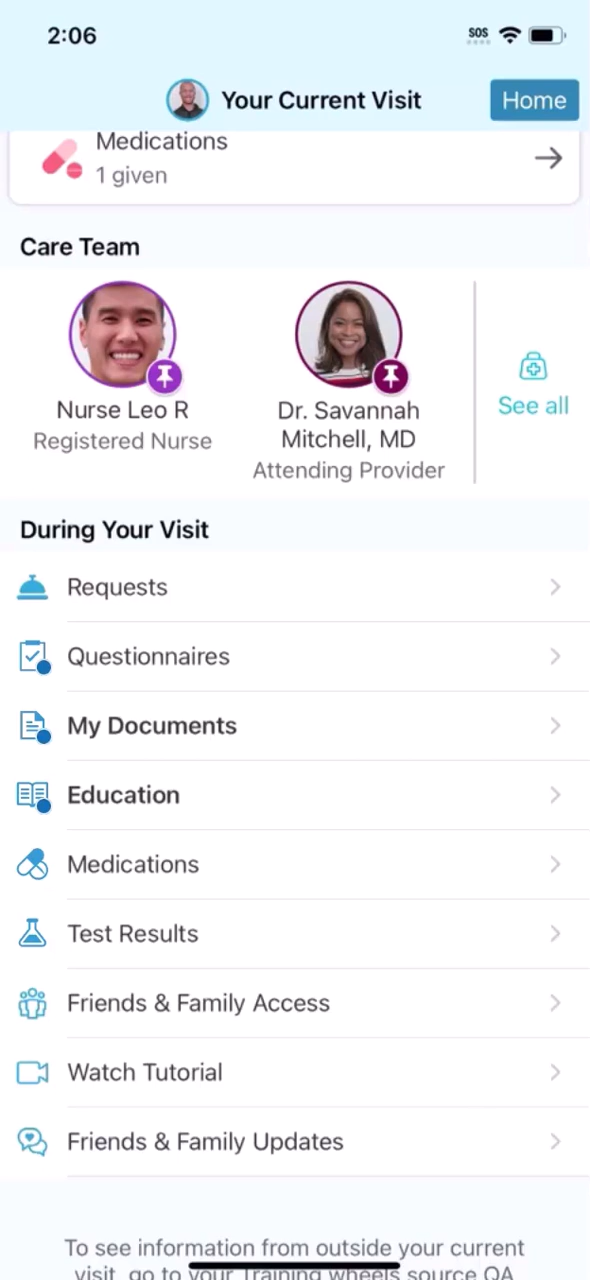 2:06
SOS
Your Current Visit
Home
Medications
1 given
Care Team
Nurse Leo R
Registered Nurse
Dr. Savannah
Mitchell, MD
Attending Provider
See all
During Your Visit
Requests
Questionnaires
My Documents
Education
Medications
Test Results
Friends & Family Access
Watch Tutorial
Friends & Family Updates
To see information from outside your current
visit, go to your Training wheels source QA